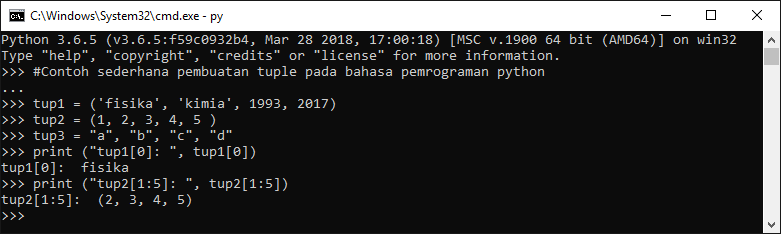 C:\Windows\System32\cmd.exe - py
Python 3.6.5 (v3.6.5:f59c0932b4, Mar 28 2018, 17:00:18) [MSC v.1900 64 bit (AMD64)] on win32
Type "help", "copyright", "credits" or "license" for more information.
>>> #Contoh sederhana pembuatan tuple pada bahasa pemrograman python
...
>>> tup1 = ('fisika', 'kimia', 1993, 2017)
>>> tup2 = (1, 2, 3, 4, 5 )
>>> tup3 = "a", "b", "c", "d"
>>> print ("tup1[0]: ", tup1[0])
tup1[0]:  fisika
>>> print ("tup2[1:5]: ", tup2[1:5])
tup2[1:5]:  (2, 3, 4, 5)
>>>